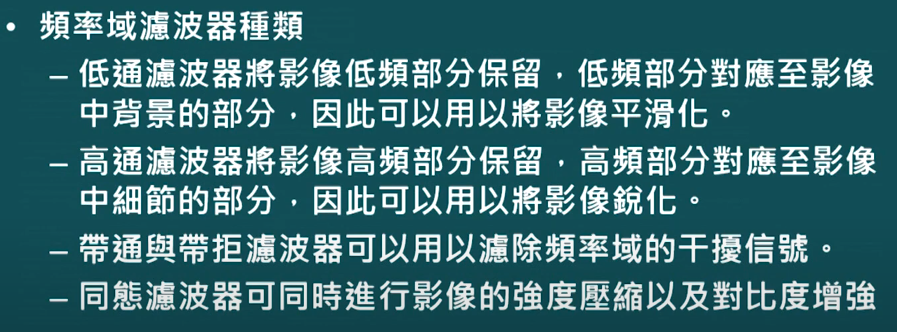 • 頻率域濾波器種類
– 低通濾波器將影像低頻部分保留，低頻部分對應至影像
中背景的部分，因此可以用以將影像平滑化。
– 高通濾波器將影像高頻部分保留，高頻部分對應至影像
中細節的部分，因此可以用以將影像銳化。
– 帶通與帶拒濾波器可以用以濾除頻率域的干擾信號。
– 同態濾波器可同時進行影像的強度壓縮以及對比度增強